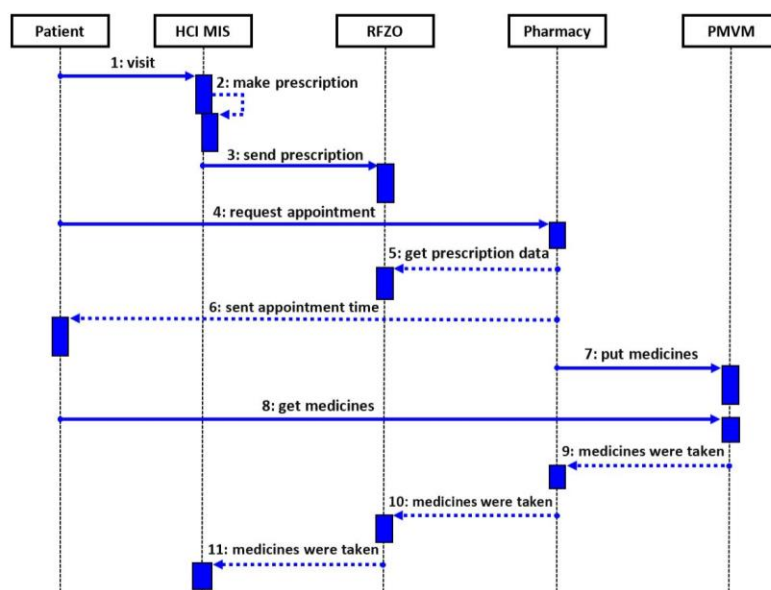 Patient
HCI MIS
RFZO
Pharmacy
PMVM
1: visit
2: make prescription
3: send prescription
4: request appointment
5: get prescription data
6: sent appointment time
7: put medicines
8: get medicines
9: medicines were taken
10: medicines were taken
11: medicines were taken